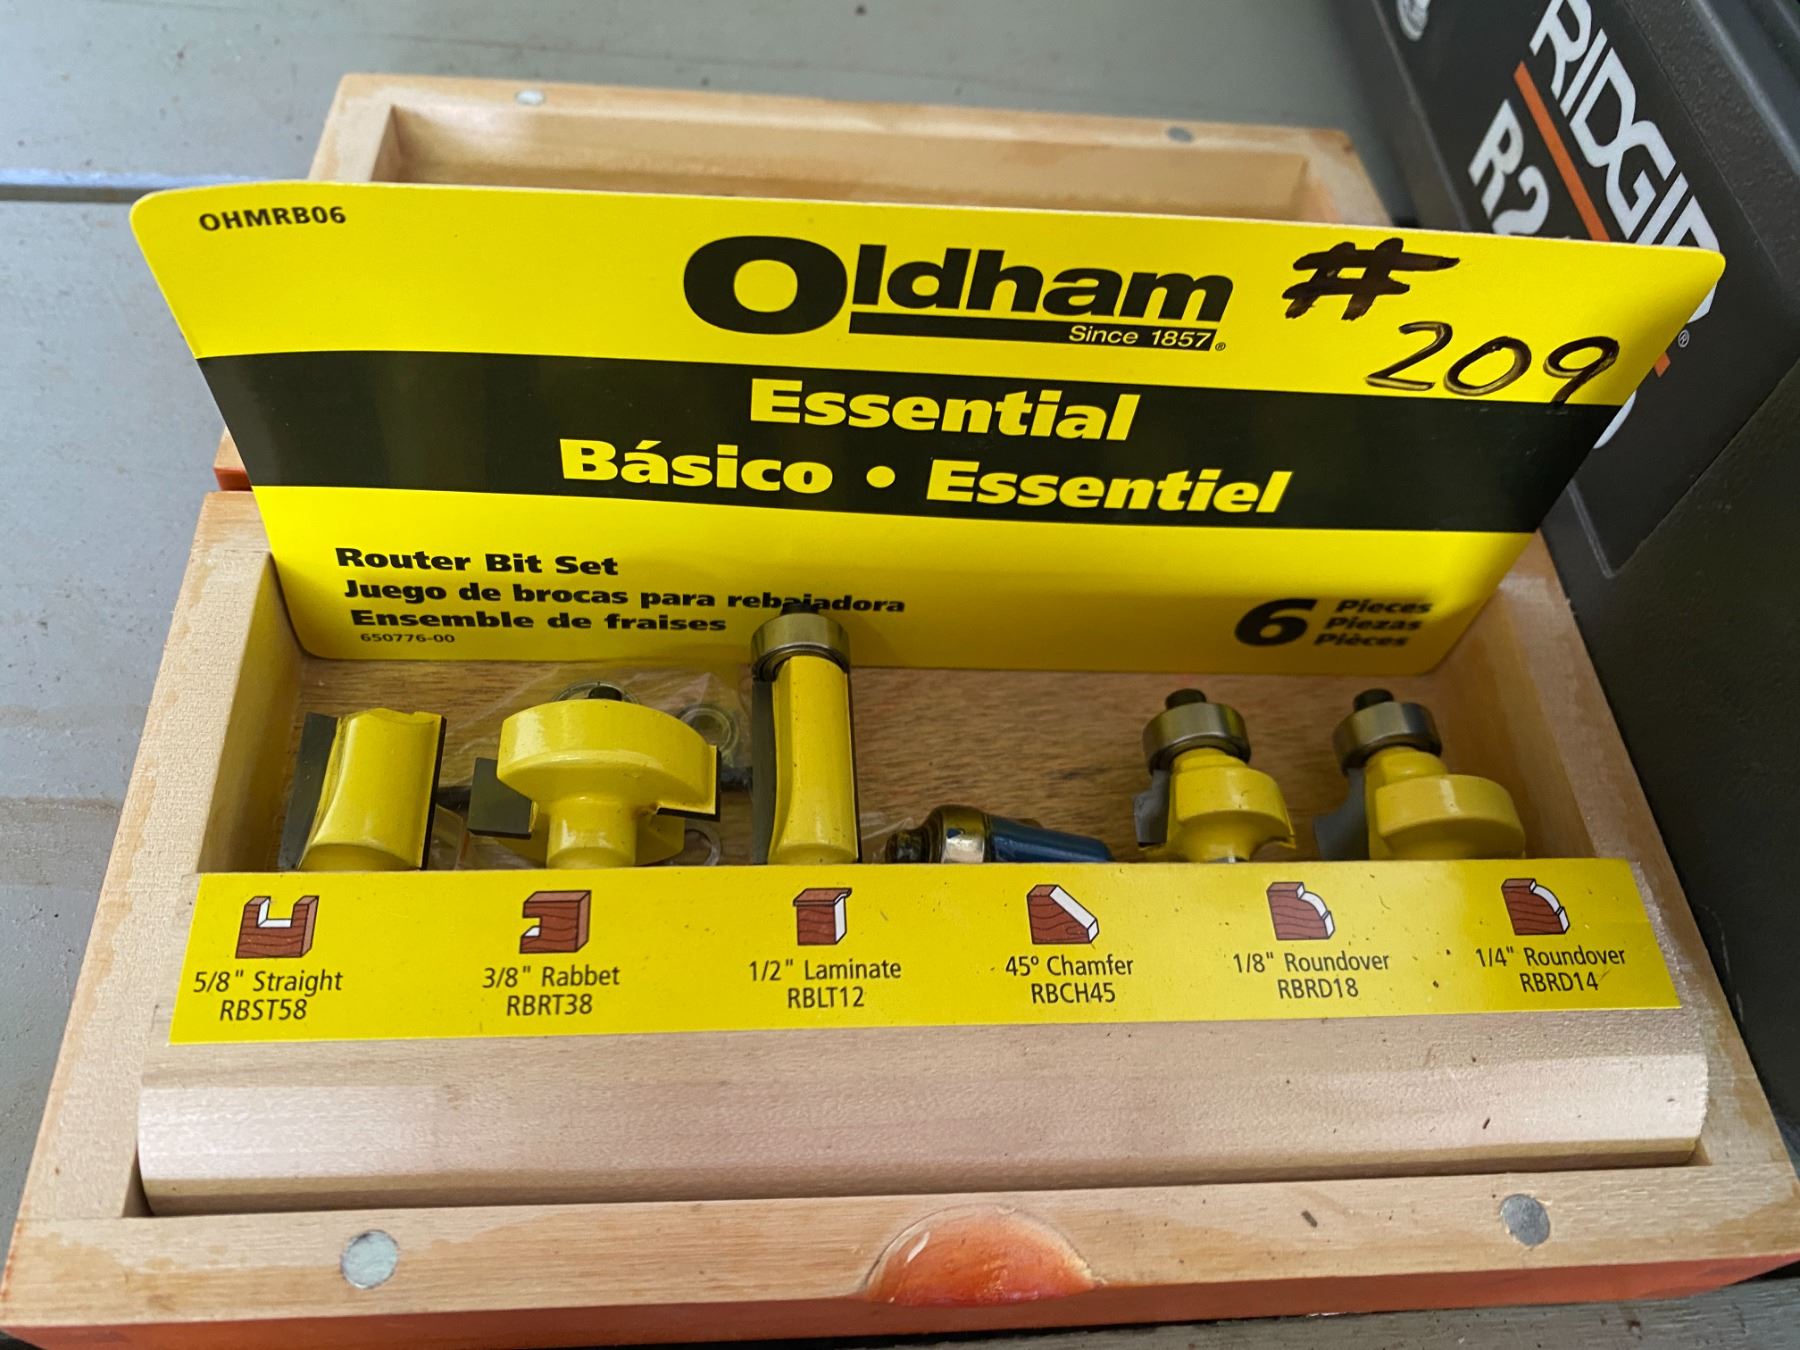 OHMRB06
Oldham
Since 1857®
#
209
Essential
Básico • Essentiel
Router Bit Set
Juego de brocas para rebajadora
Ensemble de fraises
650776-00
6
Pieces
Piezas
Pièces
5/8" Straight
RBST58
3/8" Rabbet
RBRT38
1/2" Laminate
RBLT12
45° Chamfer
RBCH45
1/8" Roundover
RBRD18
1/4" Roundover
RBRD14
RIDGID
®